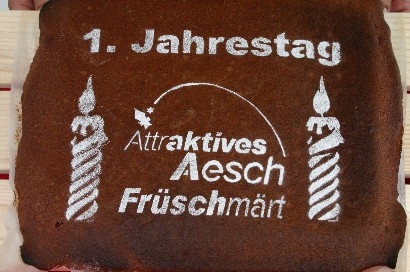 1. Jahrestag
Attraktives
Aesch
Früschmärt